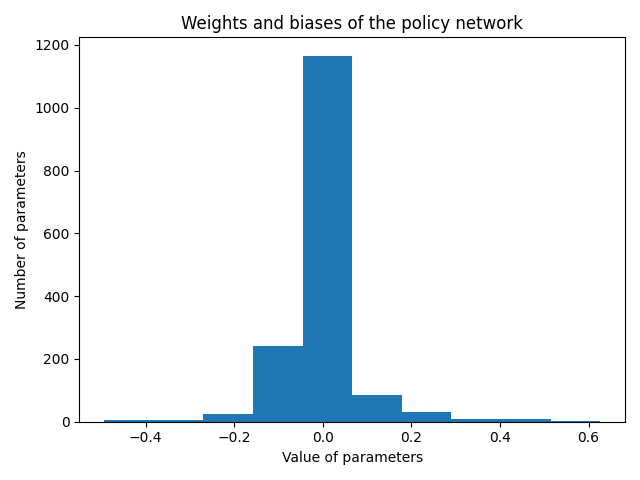 Weights and biases of the policy network
1200
1000
800
600
400
200
0
Number of parameters
−0.4 −0.2 0.0 0.2 0.4 0.6
Value of parameters